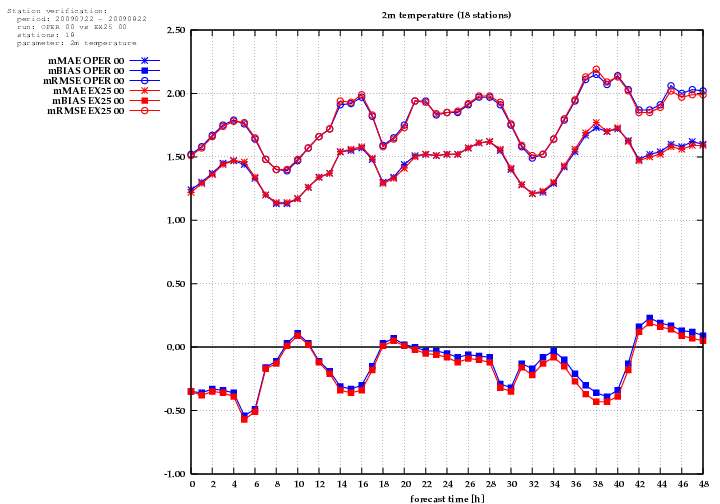 Station verification:
period: 20090722 - 20090822
run: OPER 00 vs EX25 00
stations: 18
parameter: 2m temperature
2m temperature (18 stations)
mMAE OPER 00
mBIAS OPER 00
mRMSE OPER 00
mMAE EX25 00
mBIAS EX25 00
mRMSE EX25 00
2.50
2.00
1.50
1.00
0.50
0.00
-0.50
-1.00
0 2 4 6 8 10 12 14 16 18 20 22 24 26 28 30 32 34 36 38 40 42 44 46 48
forecast time [h]